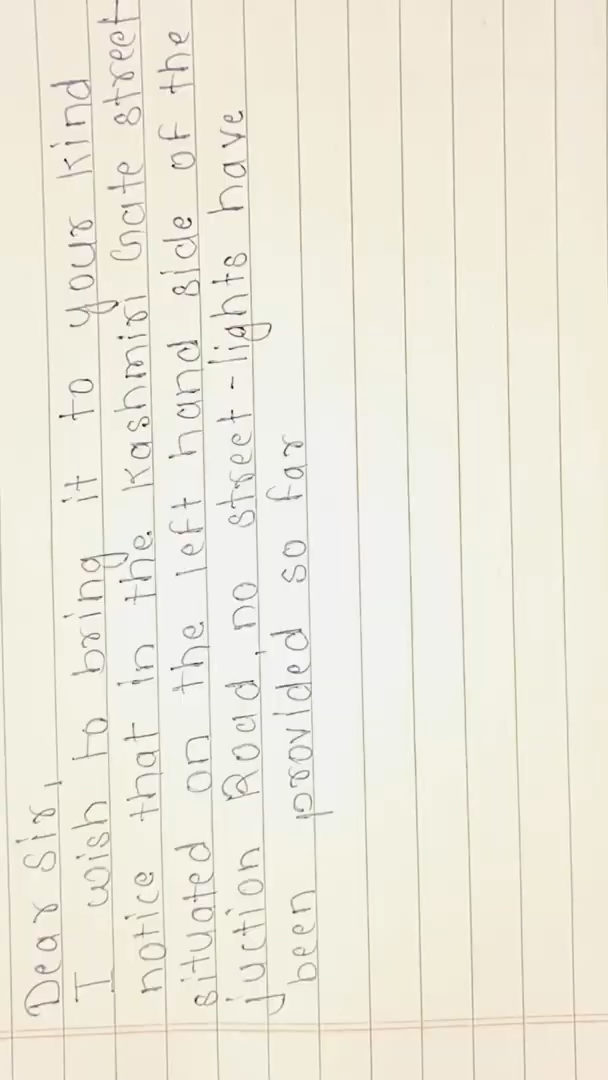 Dear Sir,
I wish to bring it to your kind
notice that in the Kashmiri Gate street
situated on the left hand side of the
juction Road, no street-lights have
been provided so far